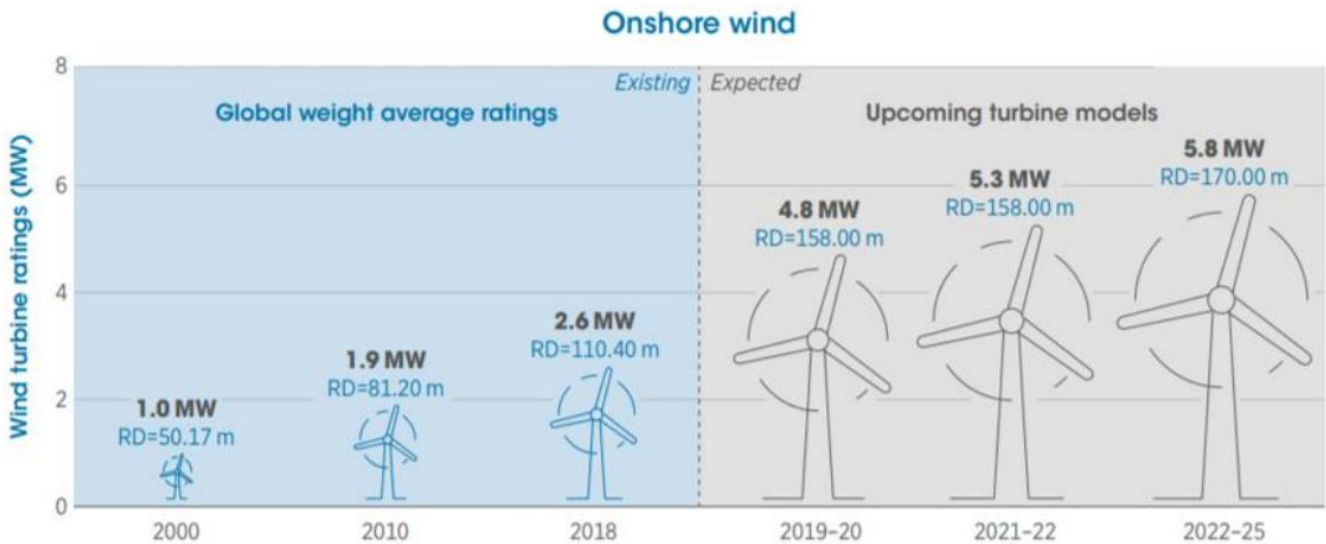 Onshore wind
Wind turbine ratings (MW)
8
6
4
2
0
Existing
Expected
Global weight average ratings
Upcoming turbine models
1.0 MW
RD=50.17 m
1.9 MW
RD=81.20 m
2.6 MW
RD=110.40 m
4.8 MW
RD=158.00 m
5.3 MW
RD=158.00 m
5.8 MW
RD=170.00 m
2000
2010
2018
2019–20
2021–22
2022–25